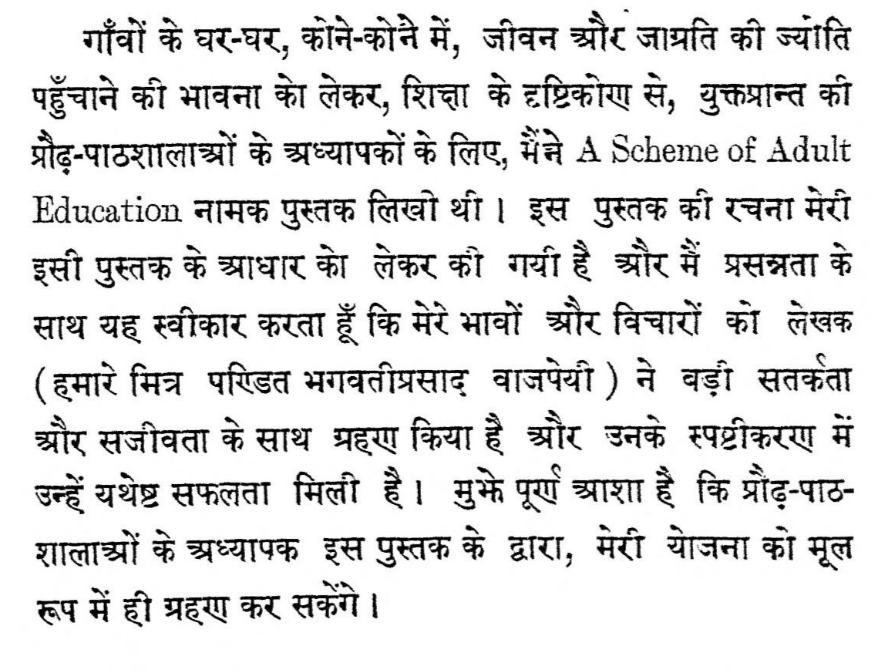 गाँवों के घर-घर, कोने-कोने में, जीवन और जाग्रति की ज्योति
पहुँचाने की भावना को लेकर, शिक्षा के दृष्टिकोण से, युक्तप्रान्त की
प्रौढ़-पाठशालाओं के अध्यापकों के लिए, मैंने A Scheme of Adult
Education नामक पुस्तक लिखी थी। इस पुस्तक की रचना मेरी
इसी पुस्तक के आधार को लेकर की गयी है और मैं प्रसन्नता के
साथ यह स्वीकार करता हूँ कि मेरे भावों और विचारों को लेखक
(हमारे मित्र पण्डित भगवतीप्रसाद वाजपेयी) ने बड़ी सतर्कता
और सजीवता के साथ ग्रहण किया है और उनके स्पष्टीकरण में
उन्हें यथेष्ट सफलता मिली है। मुझे पूर्ण आशा है कि प्रौढ़-पाठ-
शालाओं के अध्यापक इस पुस्तक के द्वारा, मेरी योजना को मूल
रूप में ही ग्रहण कर सकेंगे।